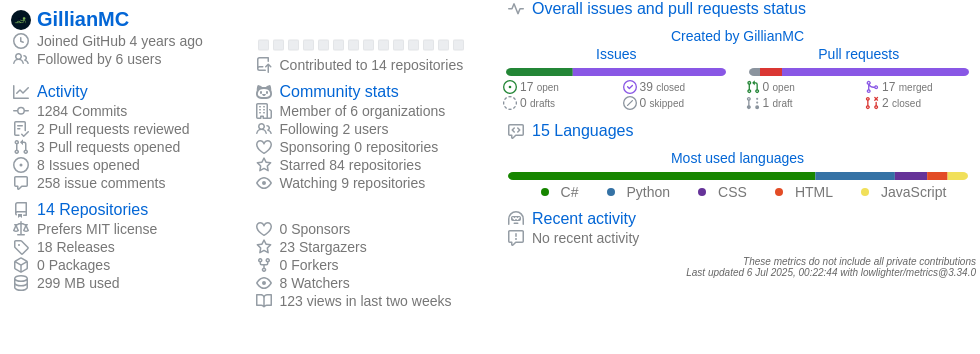 GillianMC
Joined GitHub 4 years ago
Followed by 6 users
Contributed to 14 repositories
Activity
1284 Commits
2 Pull requests reviewed
3 Pull requests opened
8 Issues opened
258 issue comments
Community stats
Member of 6 organizations
Following 2 users
Sponsoring 0 repositories
Starred 84 repositories
Watching 9 repositories
14 Repositories
Prefers MIT license
18 Releases
0 Packages
299 MB used
0 Sponsors
23 Stargazers
0 Forkers
8 Watchers
123 views in last two weeks
Overall issues and pull requests status
Created by GillianMC
Issues
17 open
39 closed
0 drafts
0 skipped
Pull requests
0 open
17 merged
1 draft
2 closed
15 Languages
Most used languages
C# Python CSS HTML JavaScript
Recent activity
No recent activity
These metrics do not include all private contributions
Last updated 6 Jul 2025, 00:22:44 with lowlighter/metrics@3.34.0